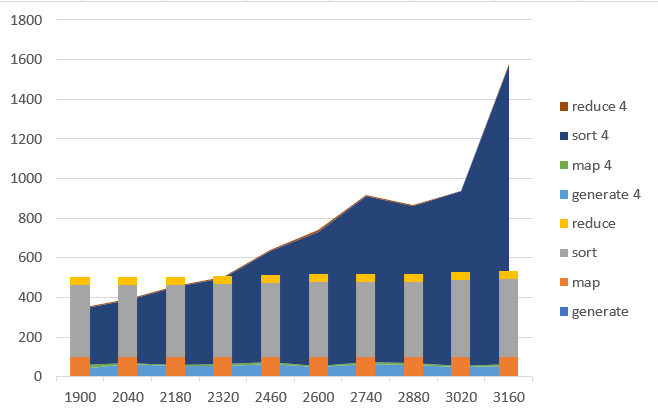 1800
1600
1400
1200
1000
800
600
400
200
0
1900 2040 2180 2320 2460 2600 2740 2880 3020 3160
reduce 4
sort 4
map 4
generate 4
reduce
sort
map
generate